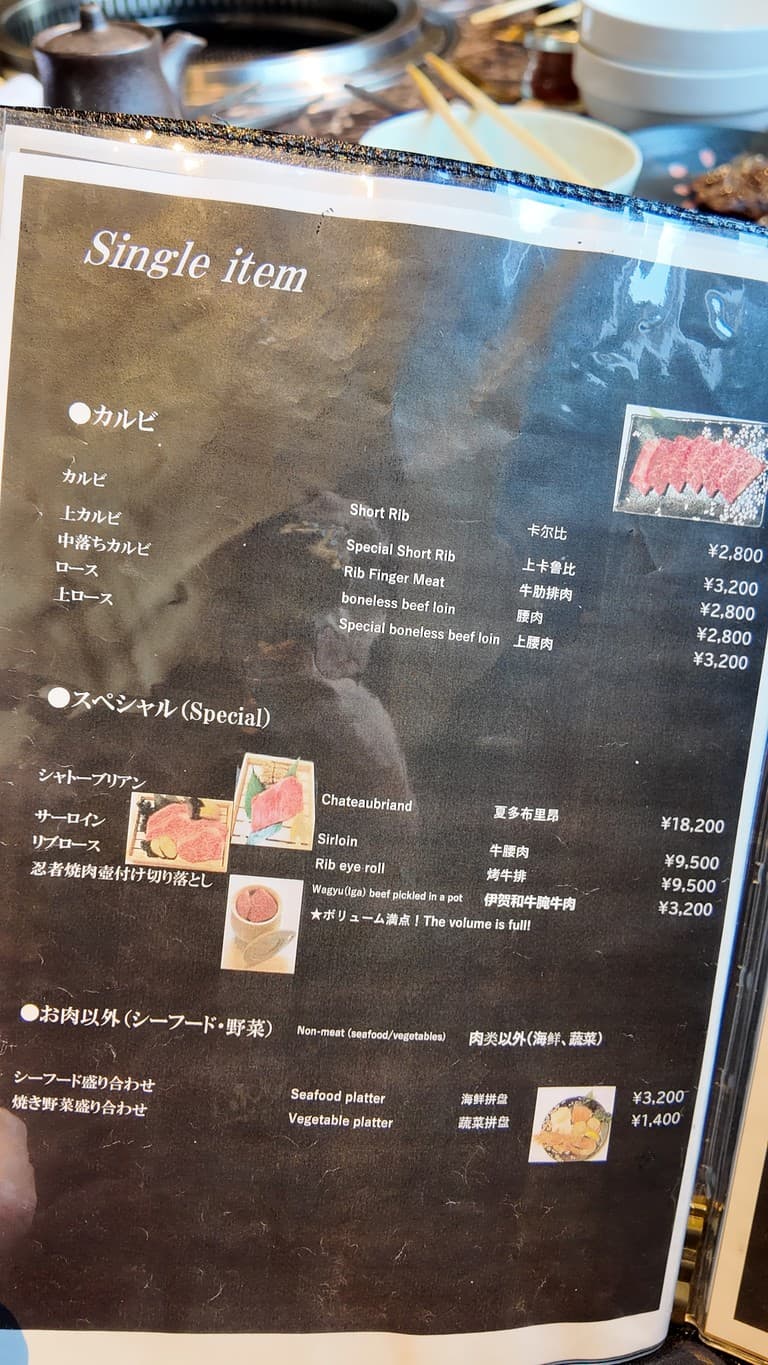 Single item
●カルビ
カルビ Short Rib 卡尔比 ¥2,800
上カルビ Special Short Rib 上卡鲁比 ¥3,200
中落ちカルビ Rib Finger Meat 牛肋排肉 ¥2,800
ロース boneless beef loin 腰肉 ¥2,800
上ロース Special boneless beef loin 上腰肉 ¥3,200
●スペシャル(Special)
シャトーブリアン Chateaubriand 夏多布里昂 ¥18,200
サーロイン Sirloin 牛腰肉 ¥9,500
リブロース Rib eye roll 烤牛排 ¥9,500
忍者焼肉壺付け切り落とし Wagyu(Iga) beef pickled in a pot 伊贺和牛腌牛肉 ¥3,200
★ボリューム満点！The volume is full!
●お肉以外(シーフード・野菜) Non-meat (seafood/vegetables) 肉类以外(海鲜、蔬菜)
シーフード盛り合わせ Seafood platter 海鲜拼盘 ¥3,200
焼き野菜盛り合わせ Vegetable platter 蔬菜拼盘 ¥1,400